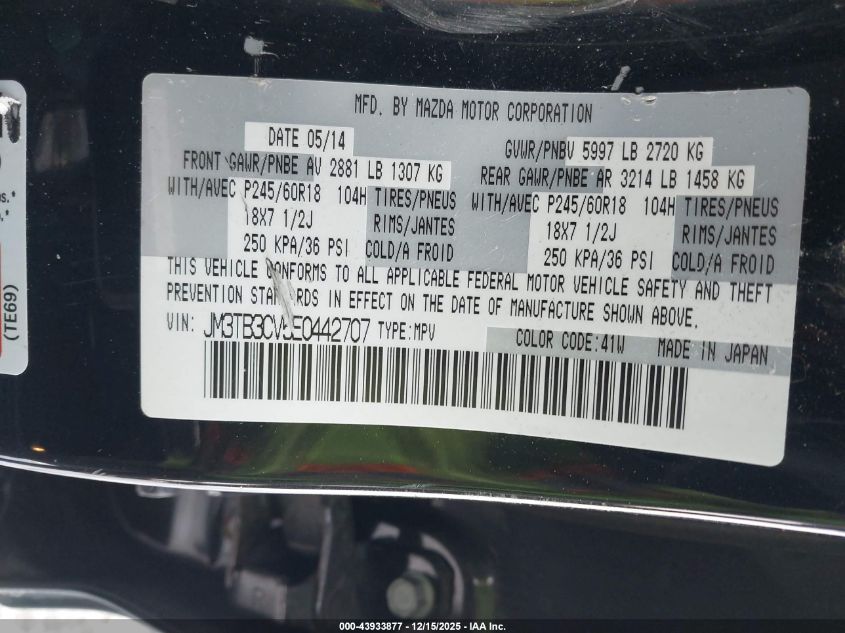 MFD. BY MAZDA MOTOR CORPORATION
DATE 05/14 GVWR/PNBV 5997 LB 2720 KG
FRONT GAWR/PNBE AV 2881 LB 1307 KG REAR GAWR/PNBE AR 3214 LB 1458 KG
WITH/AVEC P245/60R18 104H TIRES/PNEUS WITH/AVEC P245/60R18 104H TIRES/PNEUS
18X7 1/2J RIMS/JANTES 18X7 1/2J RIMS/JANTES
250 KPA/36 PSI COLD/A FROID 250 KPA/36 PSI COLD/A FROID
THIS VEHICLE CONFORMS TO ALL APPLICABLE FEDERAL MOTOR VEHICLE SAFETY AND THEFT
PREVENTION STANDARDS IN EFFECT ON THE DATE OF MANUFACTURE SHOWN ABOVE.
VIN: JM3TB3CV5E0442707 TYPE:MPV
COLOR CODE:41W MADE IN JAPAN
(TE69)
000-43933877 - 12/15/2025 - IAA Inc.